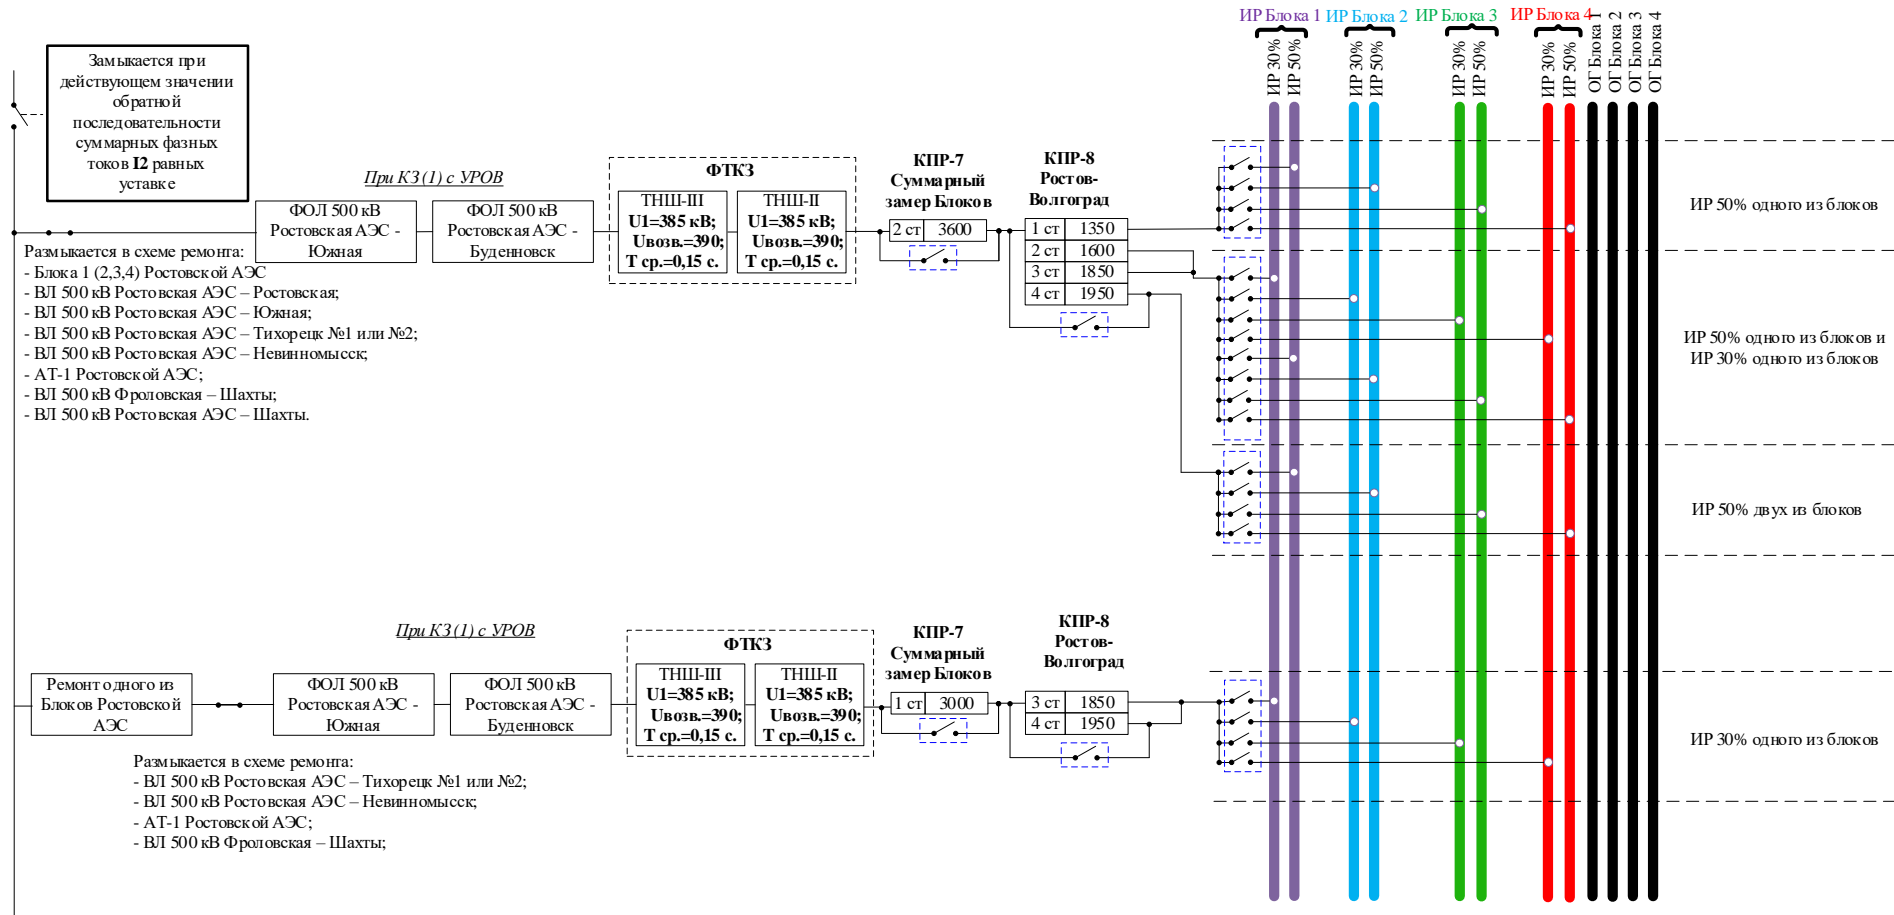 ИР Блока 1
ИР Блока 2
ИР Блока 3
ИР Блока 4
ИР 30%
ИР 50%
ИР 30%
ИР 50%
ИР 30%
ИР 50%
ИР 30%
ИР 50%
ОГ Блока 1
ОГ Блока 2
ОГ Блока 3
ОГ Блока 4
Замыкается при
действующем значении
обратной
последовательности
суммарных фазных
токов I2 равных
уставке
При КЗ(1) с УРОВ
ФОЛ 500 кВ
Ростовская АЭС -
Южная
ФОЛ 500 кВ
Ростовская АЭС -
Буденновск
ФТКЗ
ТНШ-III
U1=385 кВ;
Uвозв.=390;
Т ср.=0,15 с.
ТНШ-II
U1=385 кВ;
Uвозв.=390;
Т ср.=0,15 с.
КПР-7
Суммарный
замер Блоков
2 ст 3600
КПР-8
Ростов-
Волгоград
1 ст 1350
2 ст 1600
3 ст 1850
4 ст 1950
ИР 50% одного из блоков
ИР 50% одного из блоков и
ИР 30% одного из блоков
ИР 50% двух из блоков
Размыкается в схеме ремонта:
- Блока 1 (2,3,4) Ростовской АЭС
- ВЛ 500 кВ Ростовская АЭС – Ростовская;
- ВЛ 500 кВ Ростовская АЭС – Южная;
- ВЛ 500 кВ Ростовская АЭС – Тихорецк №1 или №2;
- ВЛ 500 кВ Ростовская АЭС – Невинномысск;
- АТ-1 Ростовской АЭС;
- ВЛ 500 кВ Фроловская – Шахты;
- ВЛ 500 кВ Ростовская АЭС – Шахты.
При КЗ(1) с УРОВ
Ремонт одного из
Блоков Ростовской
АЭС
ФОЛ 500 кВ
Ростовская АЭС -
Южная
ФОЛ 500 кВ
Ростовская АЭС -
Буденновск
ФТКЗ
ТНШ-III
U1=385 кВ;
Uвозв.=390;
Т ср.=0,15 с.
ТНШ-II
U1=385 кВ;
Uвозв.=390;
Т ср.=0,15 с.
КПР-7
Суммарный
замер Блоков
1 ст 3000
КПР-8
Ростов-
Волгоград
3 ст 1850
4 ст 1950
ИР 30% одного из блоков
Размыкается в схеме ремонта:
- ВЛ 500 кВ Ростовская АЭС – Тихорецк №1 или №2;
- ВЛ 500 кВ Ростовская АЭС – Невинномысск;
- АТ-1 Ростовской АЭС;
- ВЛ 500 кВ Фроловская – Шахты;